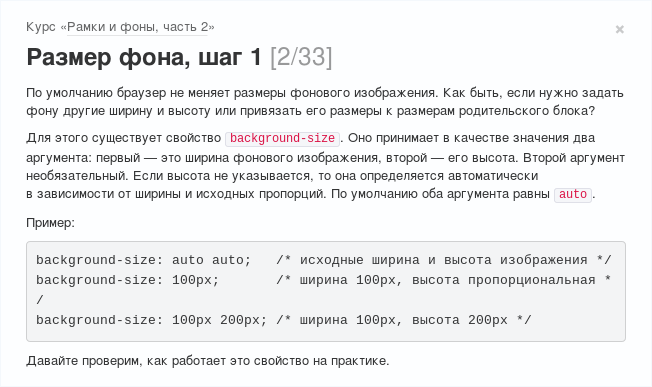 Курс «Рамки и фоны, часть 2»
×
Размер фона, шаг 1 [2/33]
По умолчанию браузер не меняет размеры фонового изображения. Как быть, если нужно задать
фону другие ширину и высоту или привязать его размеры к размерам родительского блока?
Для этого существует свойство background-size. Оно принимает в качестве значения два
аргумента: первый — это ширина фонового изображения, второй — его высота. Второй аргумент
необязательный. Если высота не указывается, то она определяется автоматически
в зависимости от ширины и исходных пропорций. По умолчанию оба аргумента равны auto.
Пример:
background-size: auto auto;   /* исходные ширина и высота изображения */
background-size: 100px;       /* ширина 100px, высота пропорциональная *
/
background-size: 100px 200px; /* ширина 100px, высота 200px */
Давайте проверим, как работает это свойство на практике.